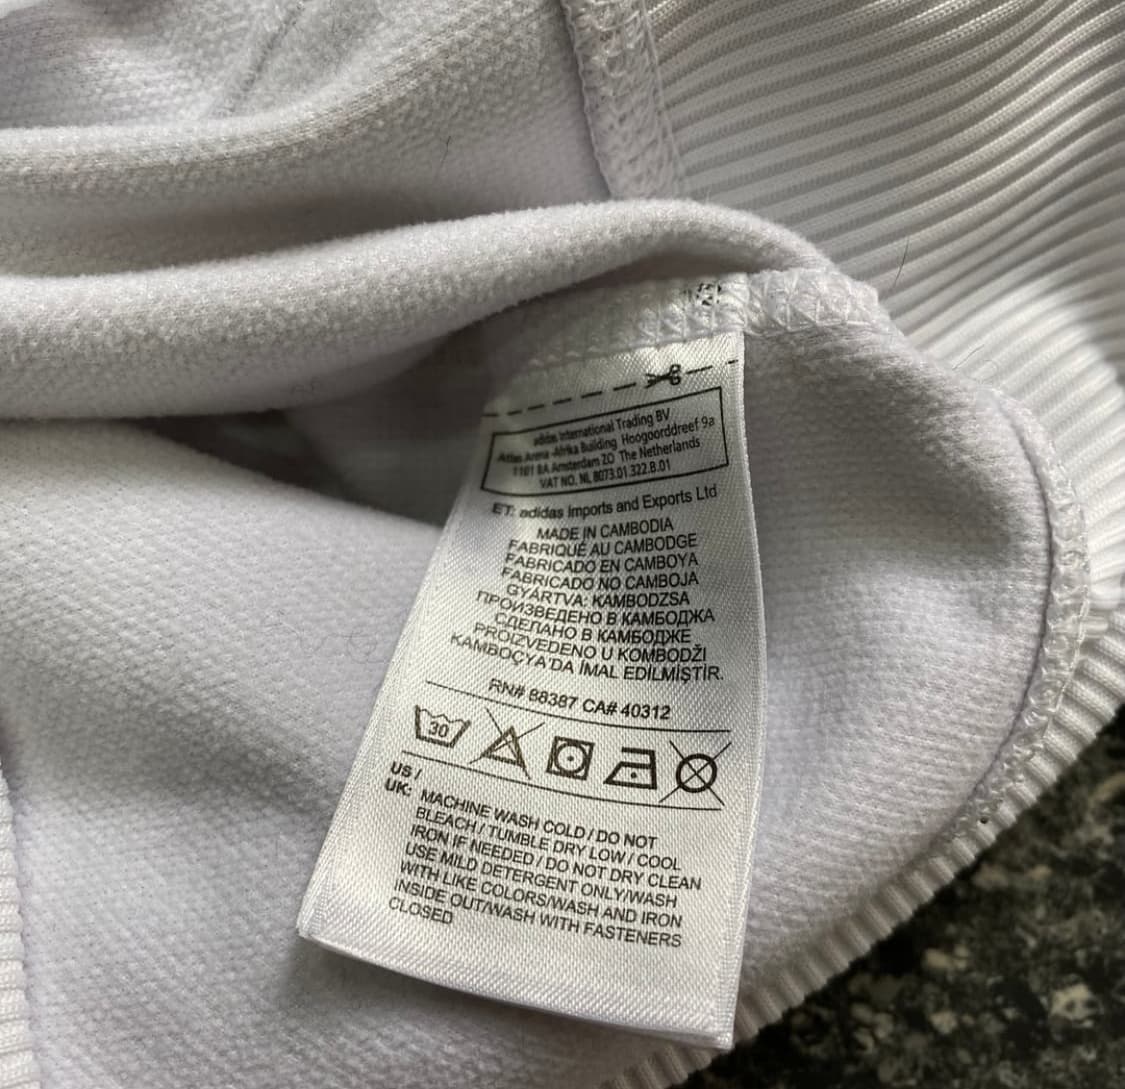 adidas International Trading BV
Atlas Arena -Afrika Building Hoogoorddreef 9a
1101 BA Amsterdam ZO The Netherlands
VAT NO. NL 8073.01.322.B.01
ET: adidas Imports and Exports Ltd
MADE IN CAMBODIA
FABRIQUÉ AU CAMBODGE
FABRICADO EN CAMBOYA
FABRICADO NO CAMBOJA
GYÁRTVA: KAMBODZSA
ПРОИЗВЕДЕНО В КАМБОДЖА
СДЕЛАНО В КАМБОДЖЕ
PROIZVEDENO U KOMBODŽI
KAMBOÇYA'DA İMAL EDİLMİŞTİR.
RN# 88387 CA# 40312
30
US /
UK: MACHINE WASH COLD / DO NOT
BLEACH / TUMBLE DRY LOW / COOL
IRON IF NEEDED / DO NOT DRY CLEAN
USE MILD DETERGENT ONLY/WASH
WITH LIKE COLORS/WASH AND IRON
INSIDE OUT/WASH WITH FASTENERS
CLOSED